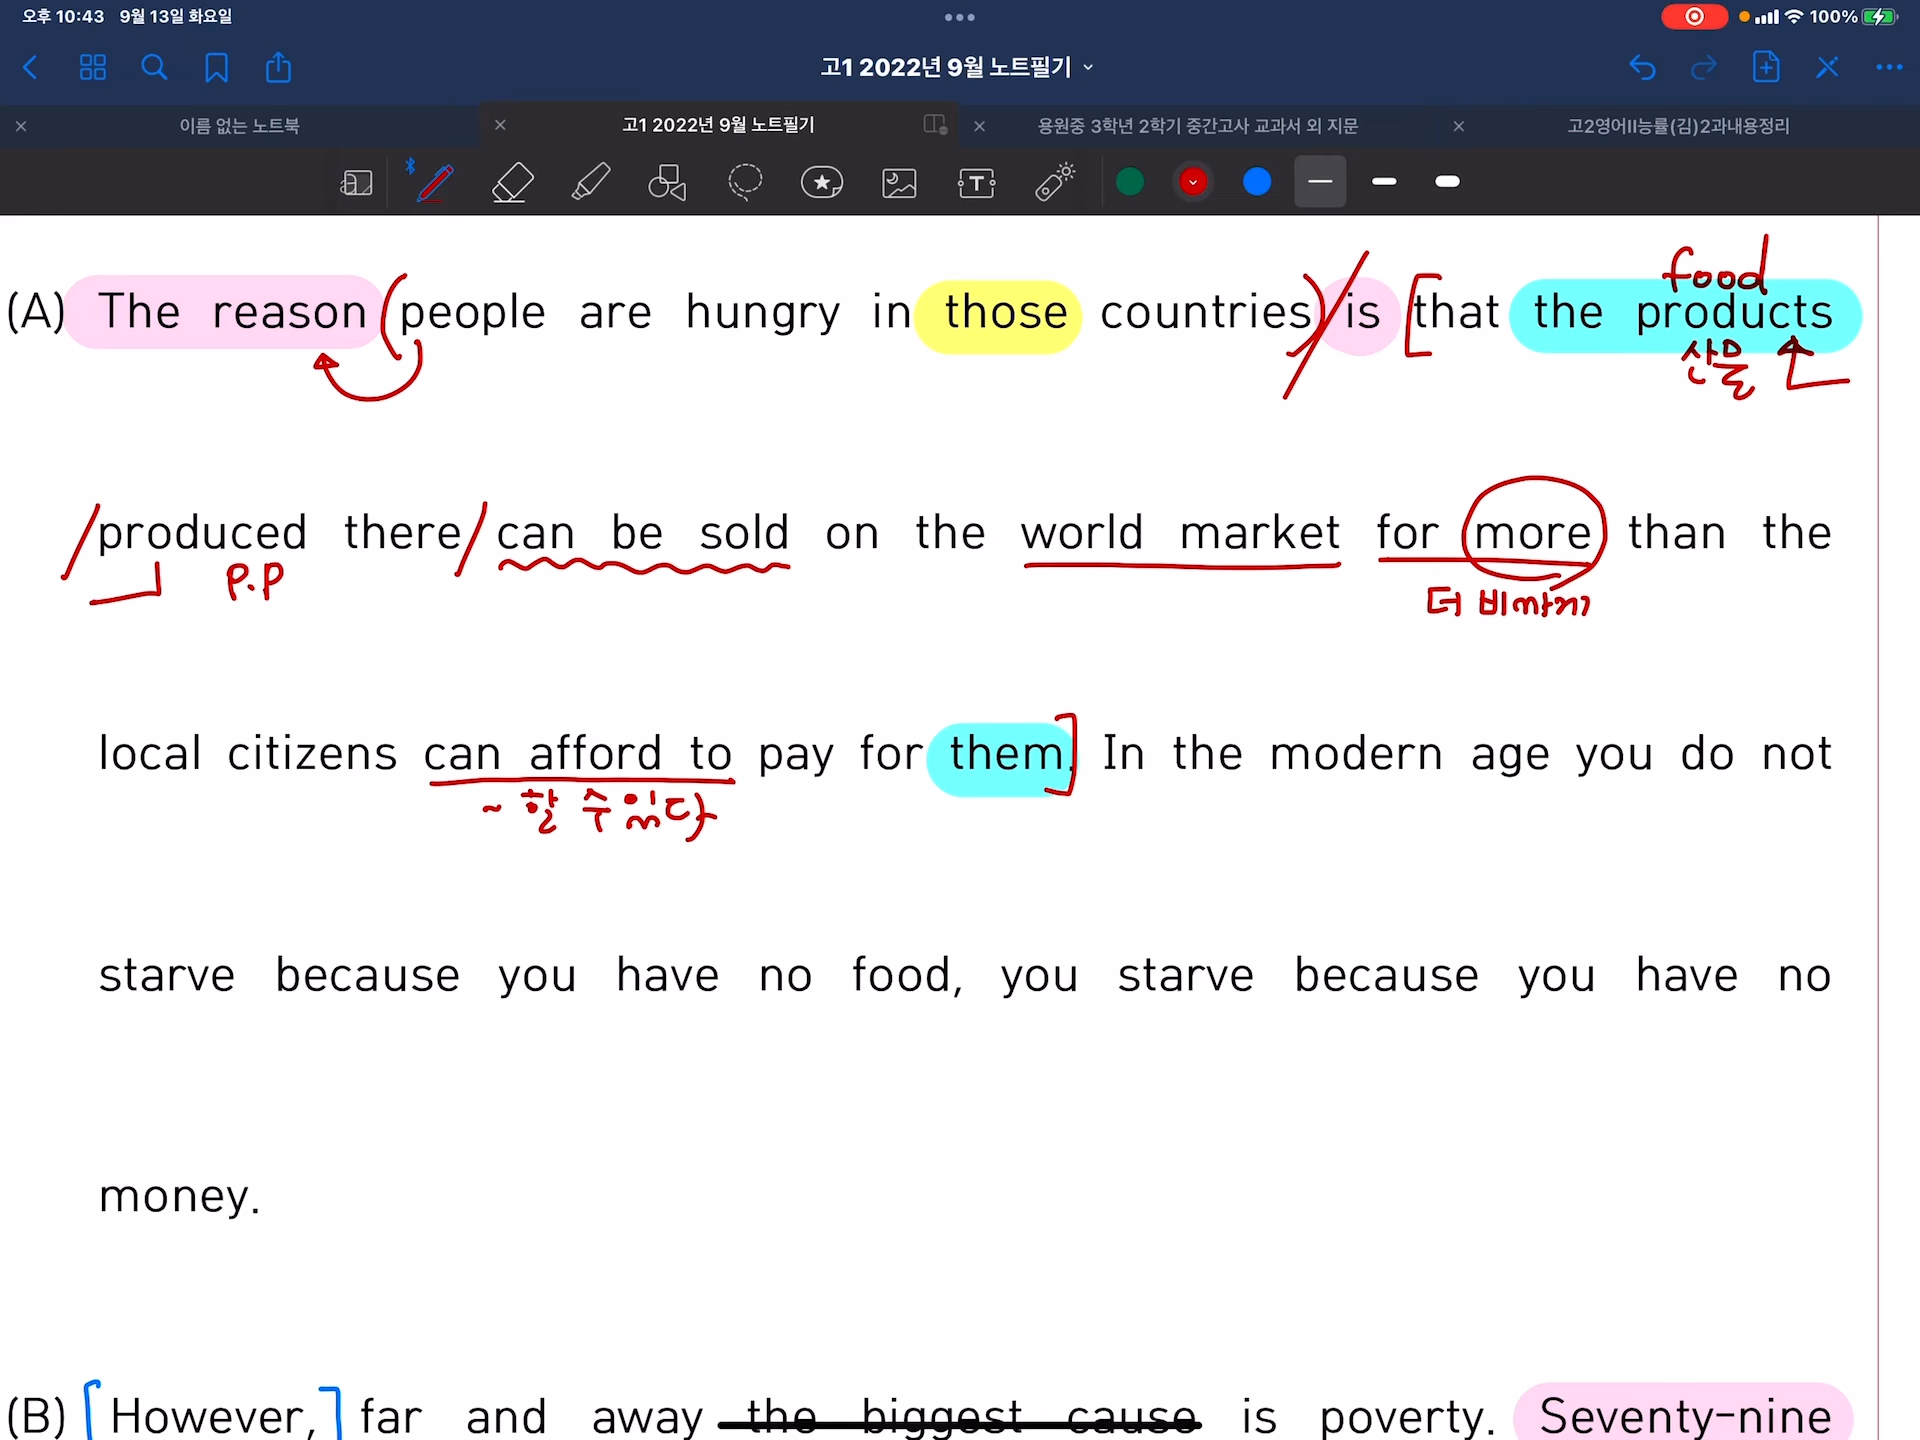 오후 10:43 9월 13일 화요일
100%
고1 2022년 9월 노트필기
이름 없는 노트북
고1 2022년 9월 노트필기
용원중 3학년 2학기 중간고사 교과서 외 지문
고2영어II능률(김)2과내용정리
food
(A) The reason (people are hungry in those countries) is [that the products
산물
produced there can be sold on the world market for more than the
P.P
더 비싸게
local citizens can afford to pay for them.] In the modern age you do not
~ 할 수 있다
starve because you have no food, you starve because you have no
money.
(B) [However,] far and away the biggest cause is poverty. Seventy-nine